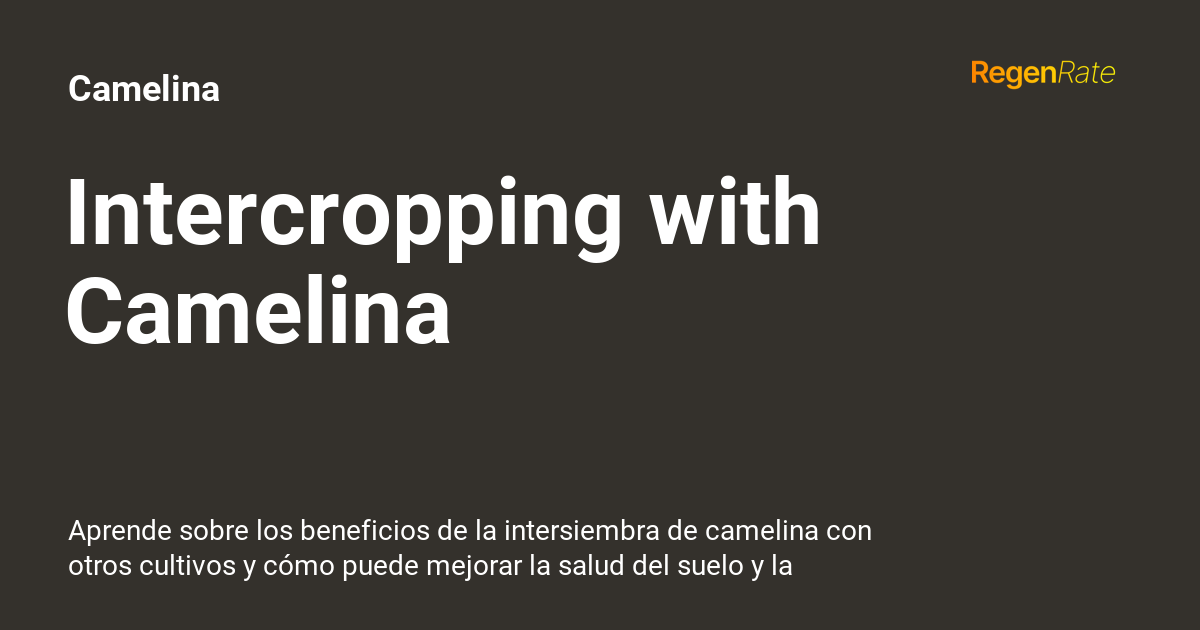 Camelina
RegenRate
Intercropping with
Camelina
Aprende sobre los beneficios de la intersiembra de camelina con
otros cultivos y cómo puede mejorar la salud del suelo y la